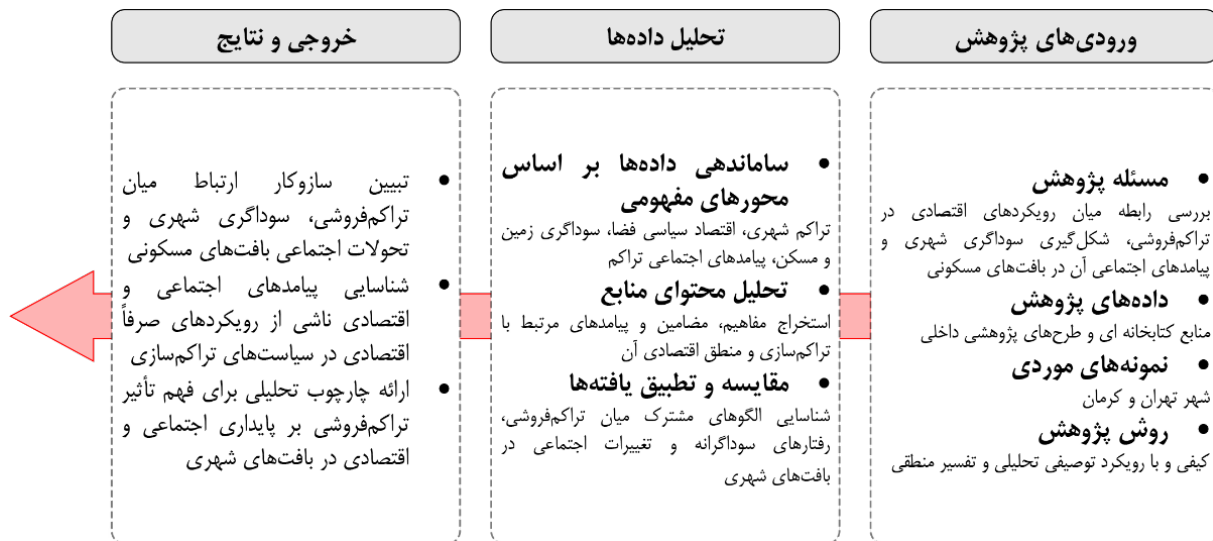 ورودی‌های پژوهش
مسئله پژوهش
بررسی رابطه میان رویکردهای اقتصادی در
تراکم‌فروشی، شکل‌گیری سوداگری شهری و
پیامدهای اجتماعی آن در بافت‌های مسکونی
داده‌های پژوهش
منابع کتابخانه ای و طرح‌های پژوهشی داخلی
نمونه‌های موردی
شهر تهران و کرمان
روش پژوهش
کیفی و با رویکرد توصیفی تحلیلی و تفسیر منطقی
تحلیل داده‌ها
ساماندهی داده‌ها بر اساس
محورهای مفهومی
تراکم شهری، اقتصاد سیاسی فضا، سوداگری زمین
و مسکن، پیامدهای اجتماعی تراکم
تحلیل محتوای منابع
استخراج مفاهیم، مضامین و پیامدهای مرتبط با
تراکم‌سازی و منطق اقتصادی آن
مقایسه و تطبیق یافته‌ها
شناسایی الگوهای مشترک میان تراکم‌فروشی،
رفتارهای سوداگرانه و تغییرات اجتماعی در
بافت‌های شهری
خروجی و نتایج
تبیین سازوکار ارتباط میان
تراکم‌فروشی، سوداگری شهری و
تحولات اجتماعی بافت‌های مسکونی
شناسایی پیامدهای اجتماعی و
اقتصادی ناشی از رویکردهای صرفاً
اقتصادی در سیاست‌های تراکم‌سازی
ارائه چارچوب تحلیلی برای فهم تأثیر
تراکم‌فروشی بر پایداری اجتماعی و
اقتصادی در بافت‌های شهری